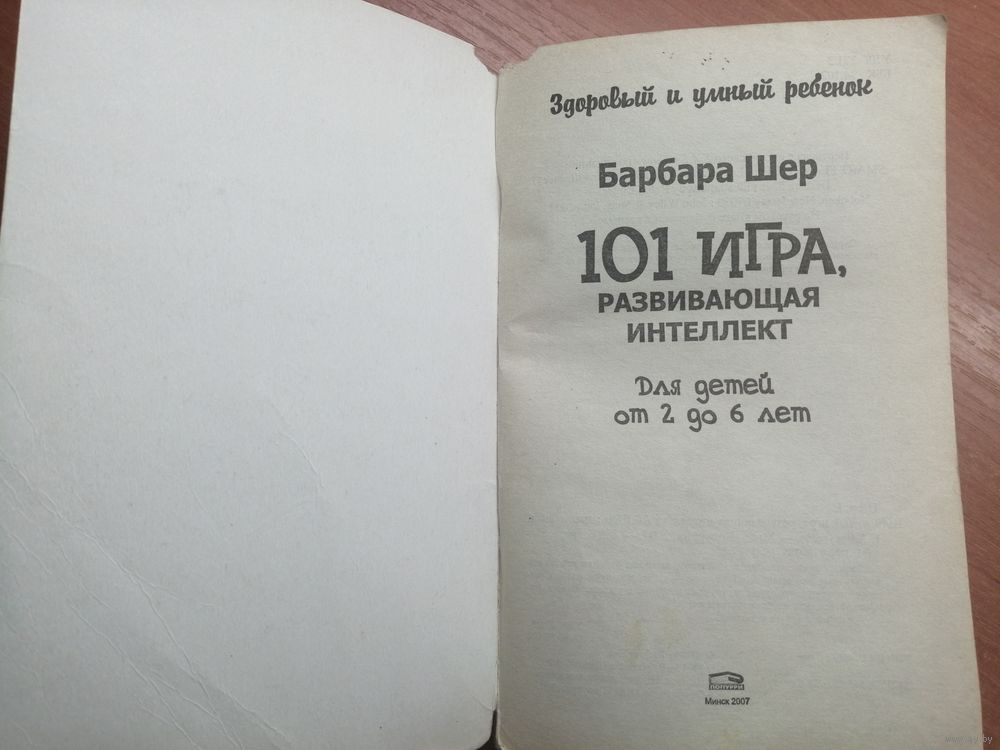 Здоровый и умный ребенок
Барбара Шер
101 ИГРА,
РАЗВИВАЮЩАЯ
ИНТЕЛЛЕКТ
Для детей
от 2 до 6 лет
ПОПУРРИ
Минск 2007